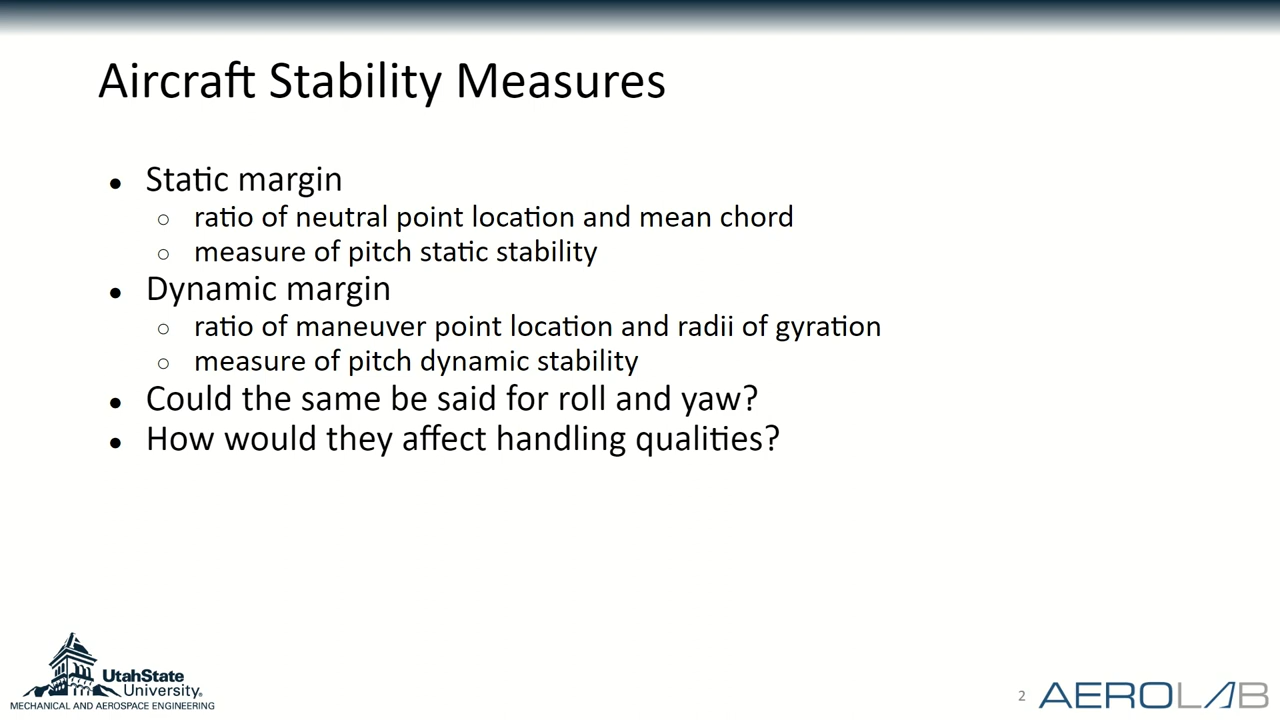 Aircraft Stability Measures
● Static margin
○ ratio of neutral point location and mean chord
○ measure of pitch static stability
● Dynamic margin
○ ratio of maneuver point location and radii of gyration
○ measure of pitch dynamic stability
● Could the same be said for roll and yaw?
● How would they affect handling qualities?
UtahState
University
MECHANICAL AND AEROSPACE ENGINEERING
2
AEROLAB